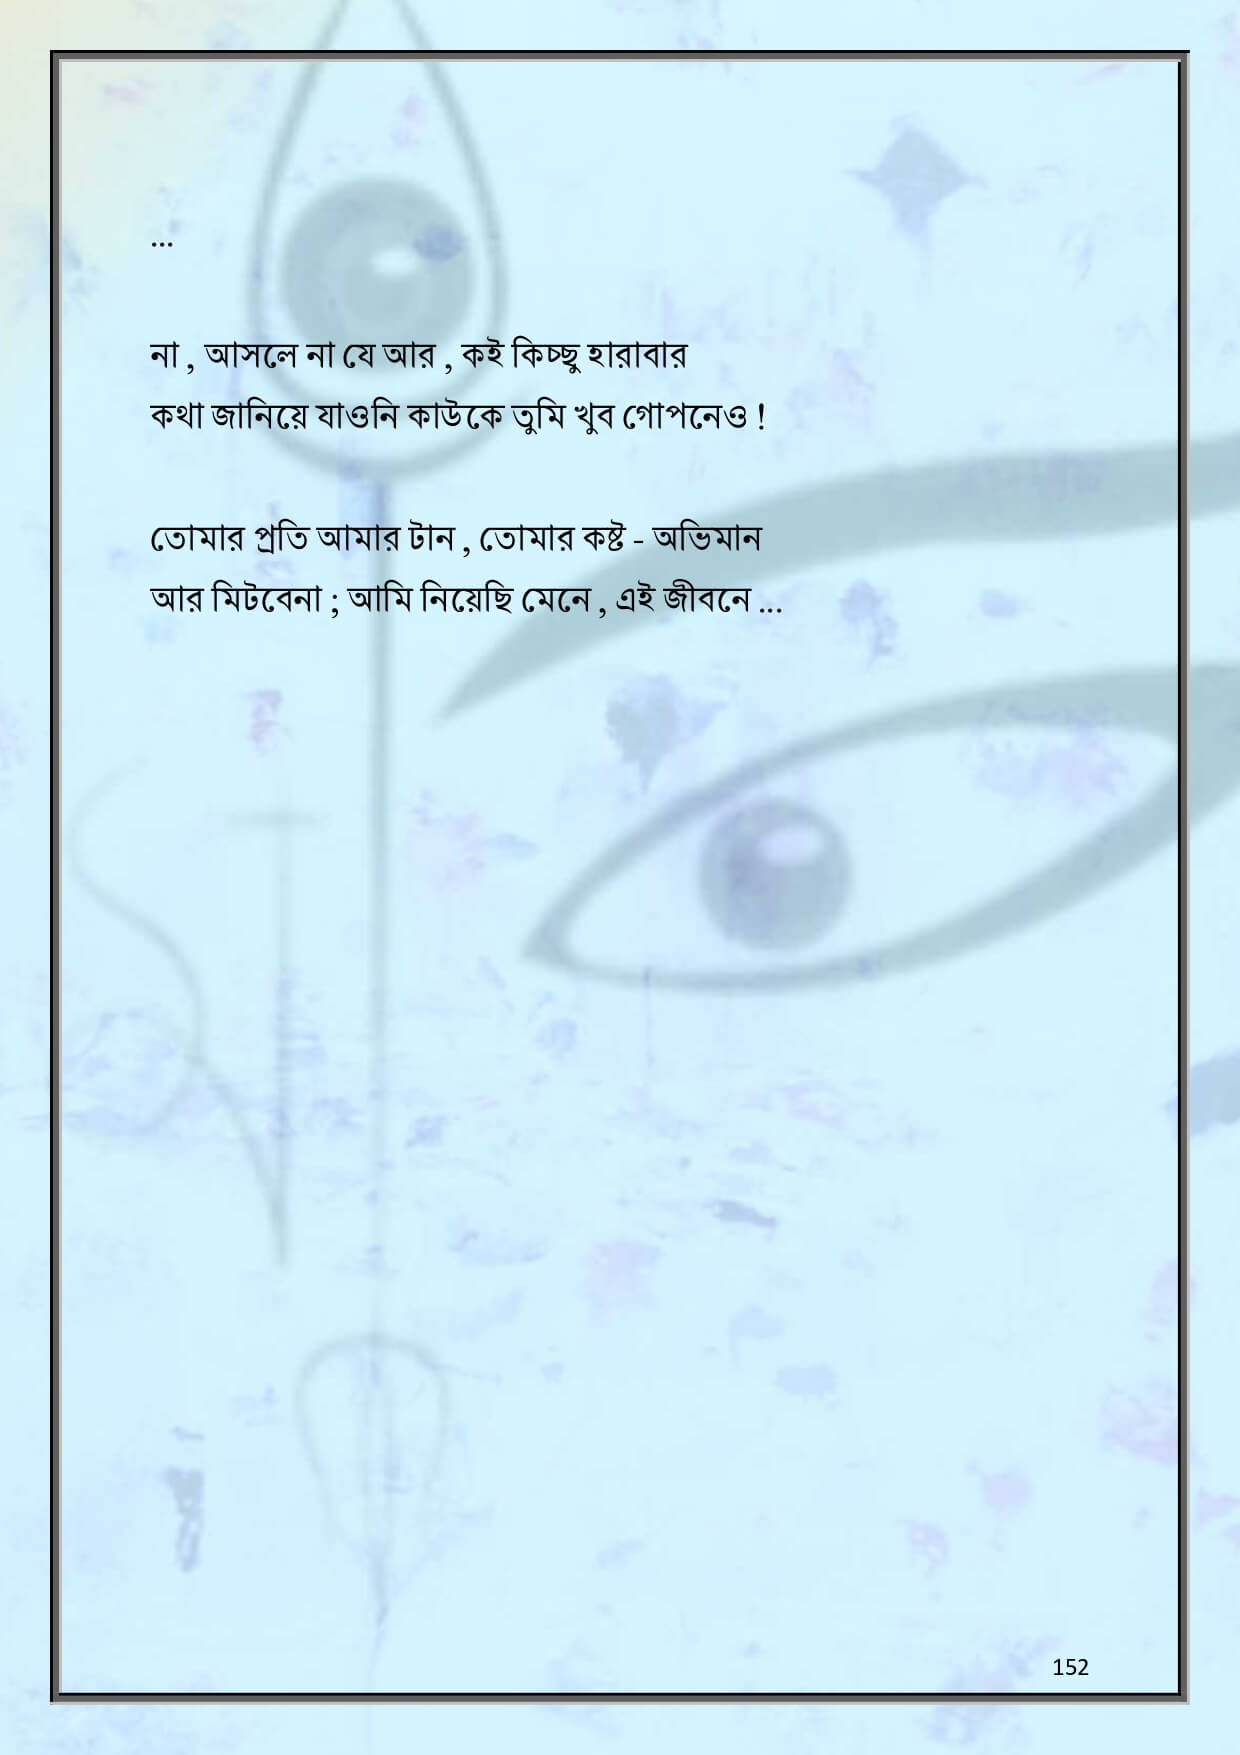 ...
না , আসলে না যে আর , কই কিচ্ছু হারাবার
কথা জানিয়ে যাওনি কাউকে তুমি খুব গোপনেও !
তোমার প্রতি আমার টান , তোমার কষ্ট - অভিমান
আর মিটবেনা ; আমি নিয়েছি মেনে , এই জীবনে ...
152